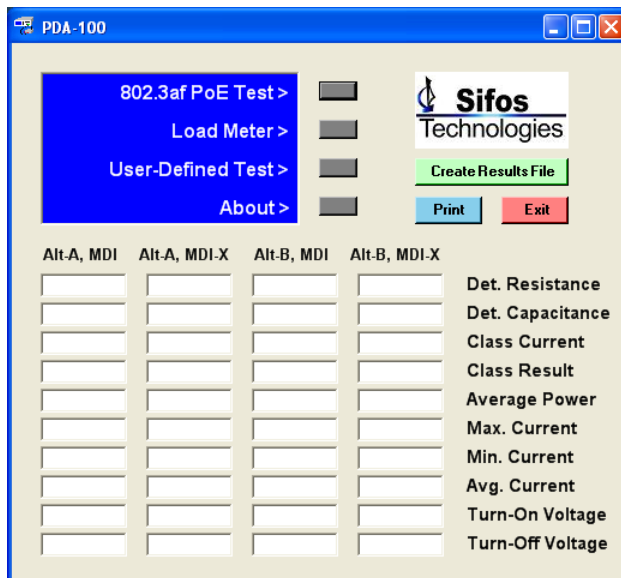 PDA-100
802.3af PoE Test >
Load Meter >
User-Defined Test >
About >
Sifos
Technologies
Create Results File
Print Exit
Alt-A, MDI Alt-A, MDI-X Alt-B, MDI Alt-B, MDI-X
Det. Resistance
Det. Capacitance
Class Current
Class Result
Average Power
Max. Current
Min. Current
Avg. Current
Turn-On Voltage
Turn-Off Voltage